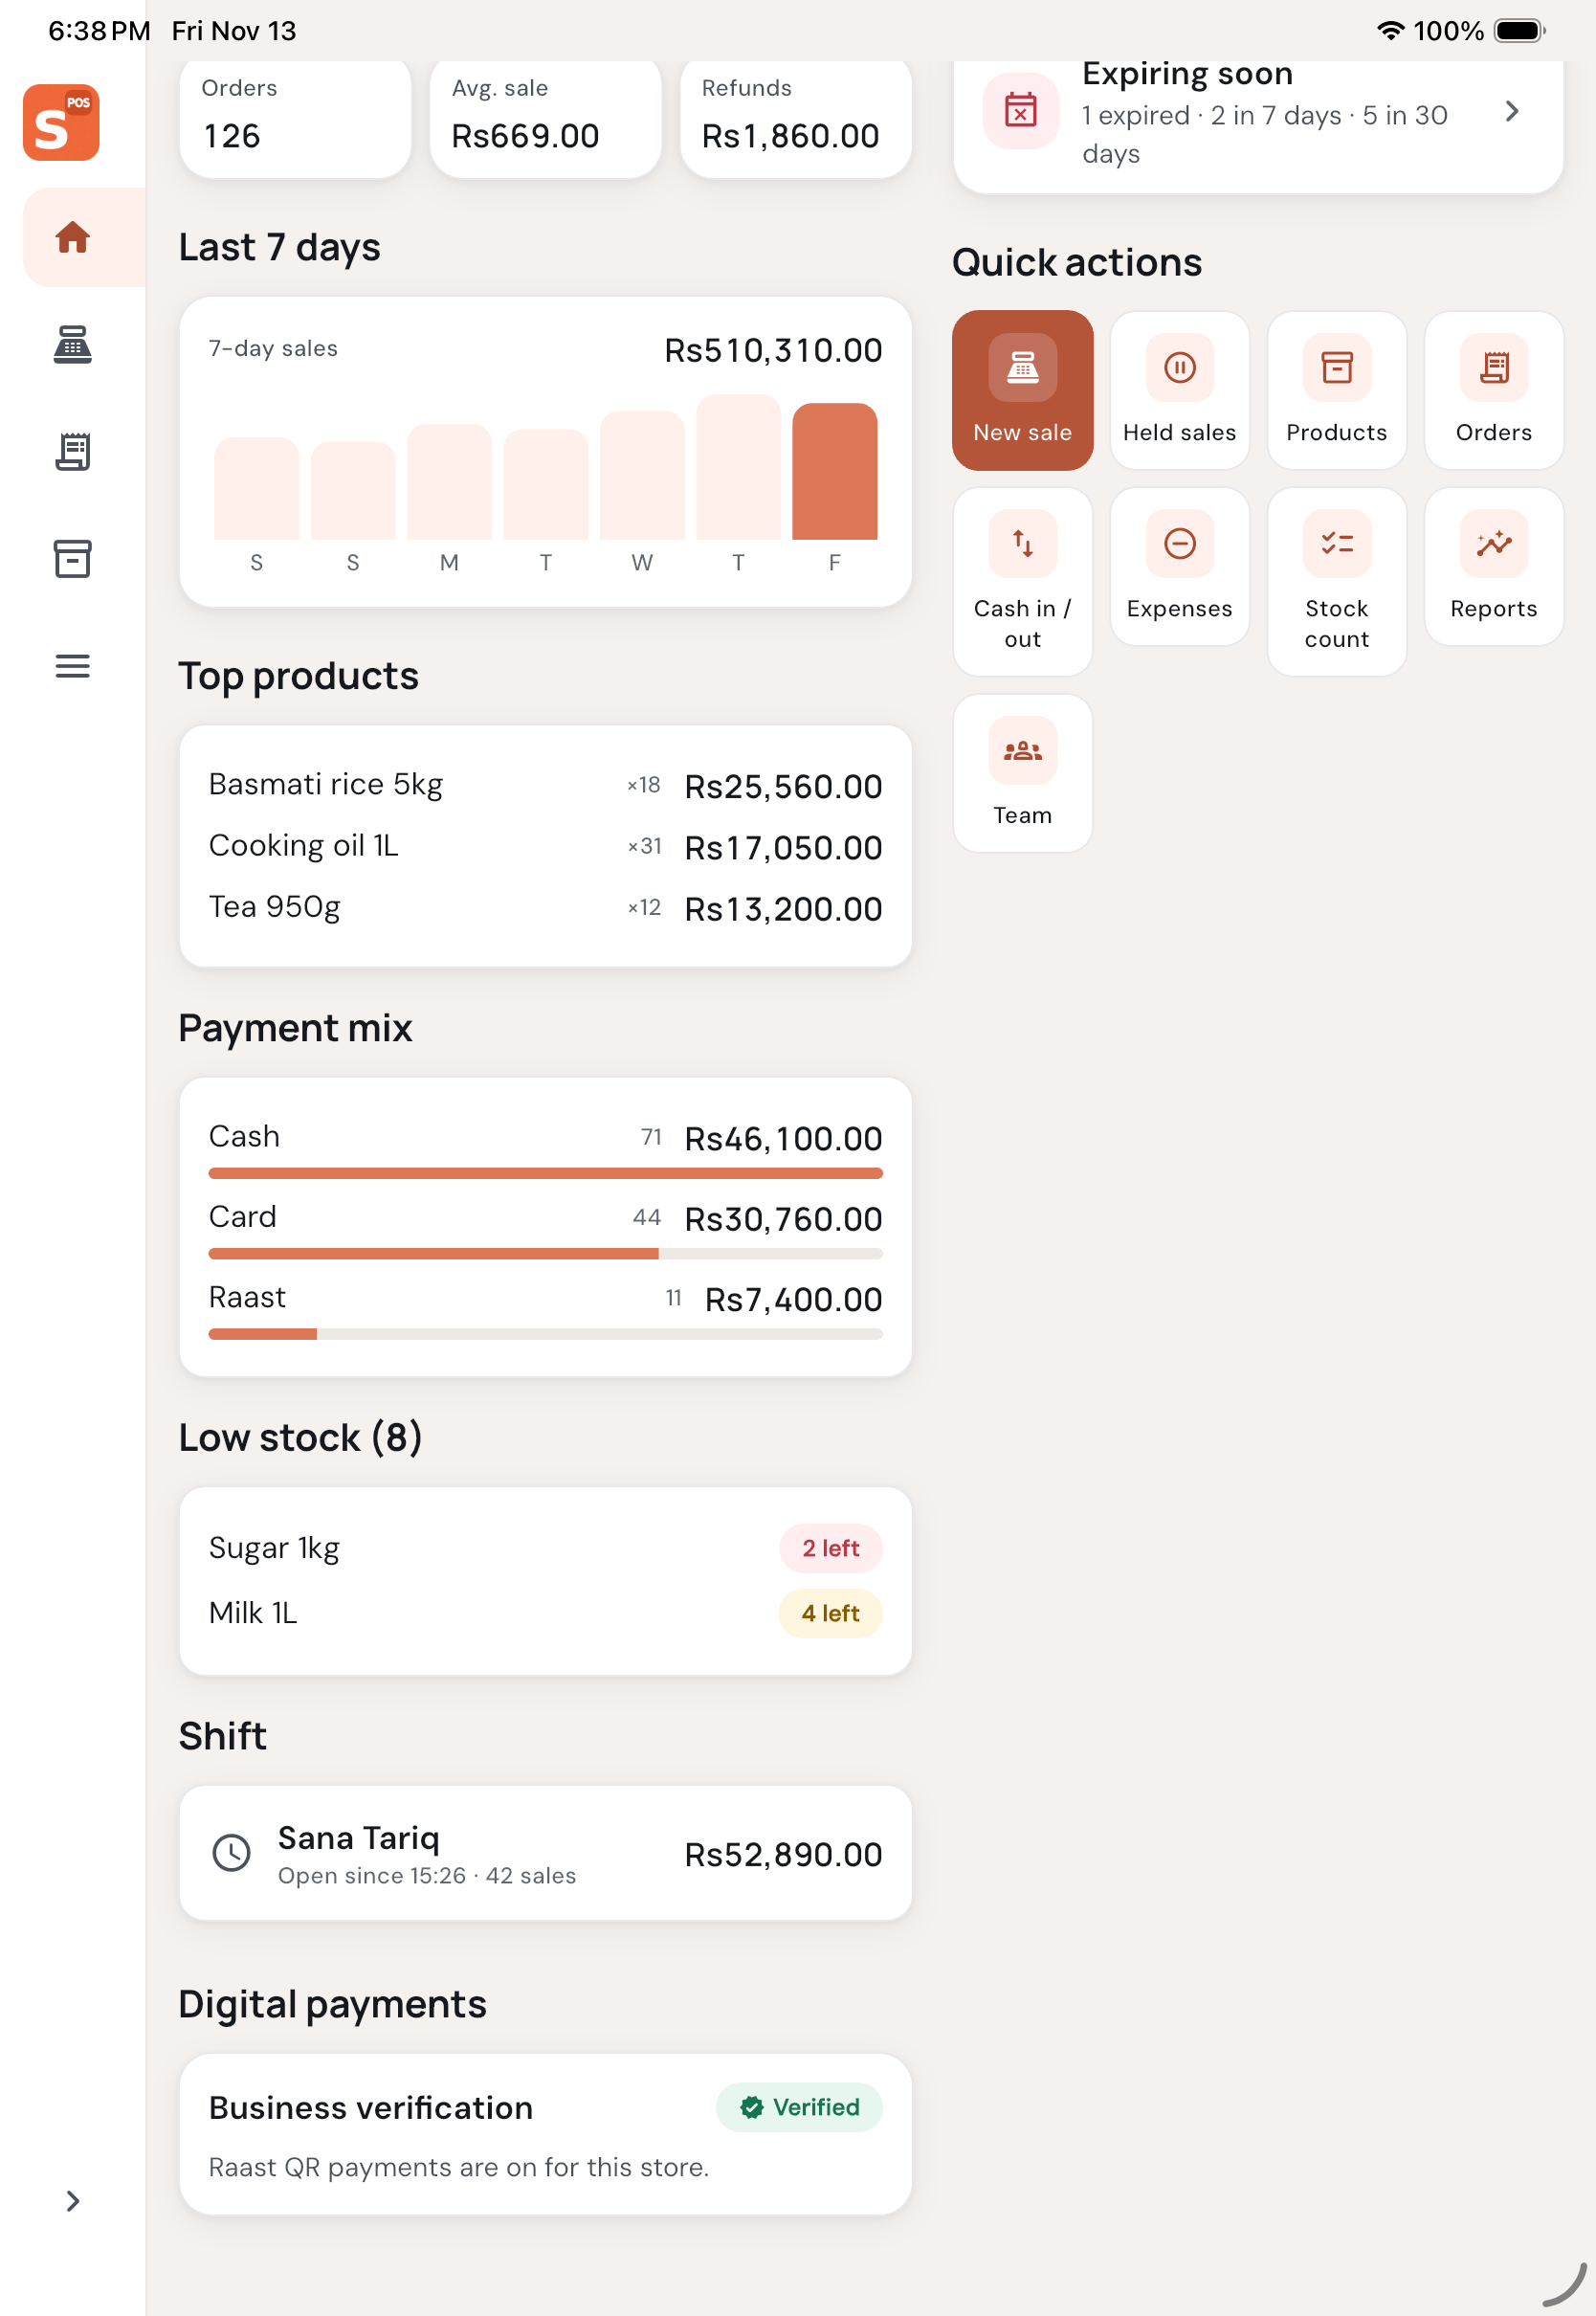 6:38 PM Fri Nov 13
100%
S POS
Orders
126
Avg. sale
Rs669.00
Refunds
Rs1,860.00
Expiring soon
1 expired · 2 in 7 days · 5 in 30
days
Last 7 days
7-day sales
Rs510,310.00
S S M T W T F
Quick actions
New sale
Held sales
Products
Orders
Cash in /
out
Expenses
Stock
count
Reports
Team
Top products
Basmati rice 5kg ×18 Rs25,560.00
Cooking oil 1L ×31 Rs17,050.00
Tea 950g ×12 Rs13,200.00
Payment mix
Cash 71 Rs46,100.00
Card 44 Rs30,760.00
Raast 11 Rs7,400.00
Low stock (8)
Sugar 1kg 2 left
Milk 1L 4 left
Shift
Sana Tariq
Open since 15:26 · 42 sales
Rs52,890.00
Digital payments
Business verification Verified
Raast QR payments are on for this store.